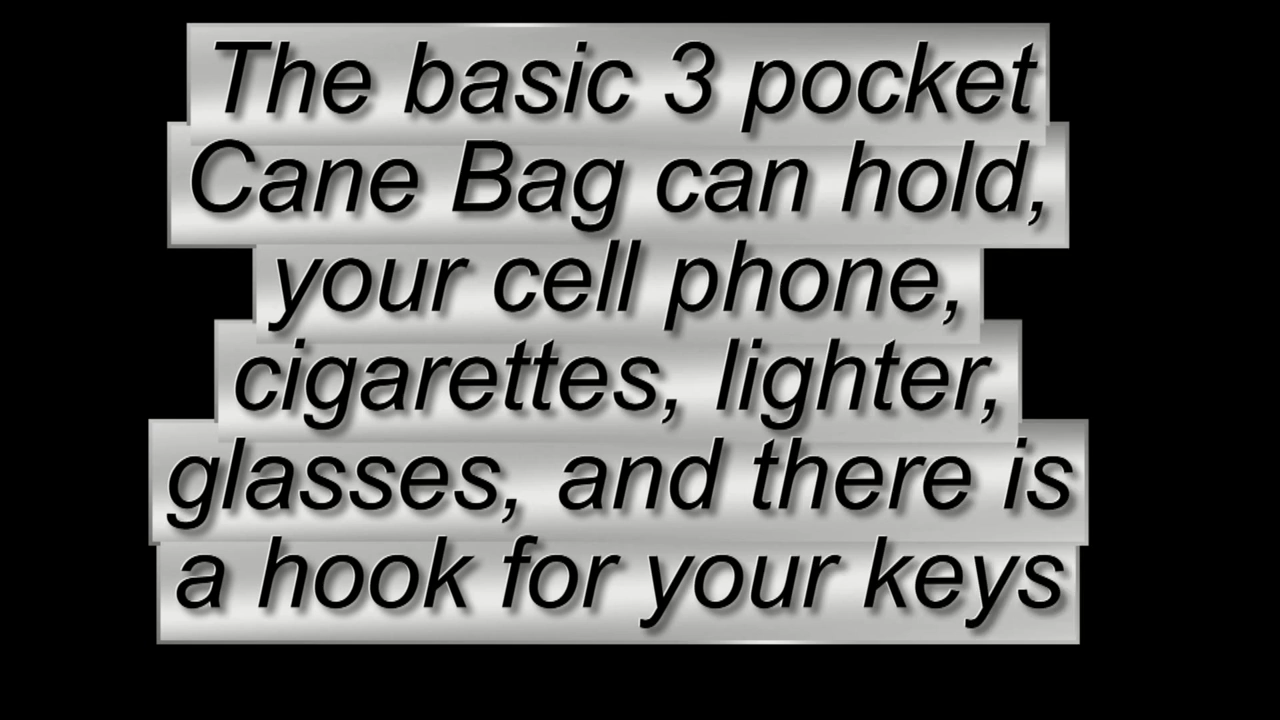 The basic 3 pocket
Cane Bag can hold,
your cell phone,
cigarettes, lighter,
glasses, and there is
a hook for your keys